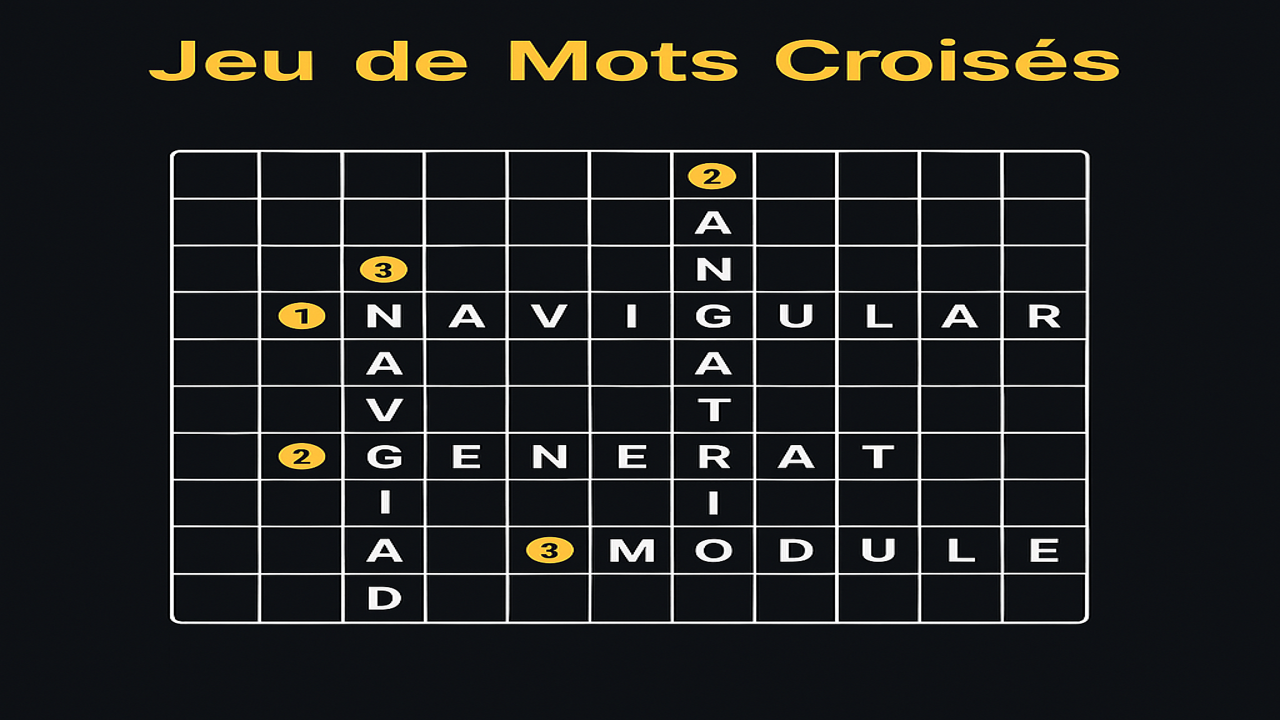 Jeu de Mots Croisés
2
A
3 N
1 N A V I G U L A R
A A
V T
2 G E N E R A T
I I
A 3 M O D U L E
D